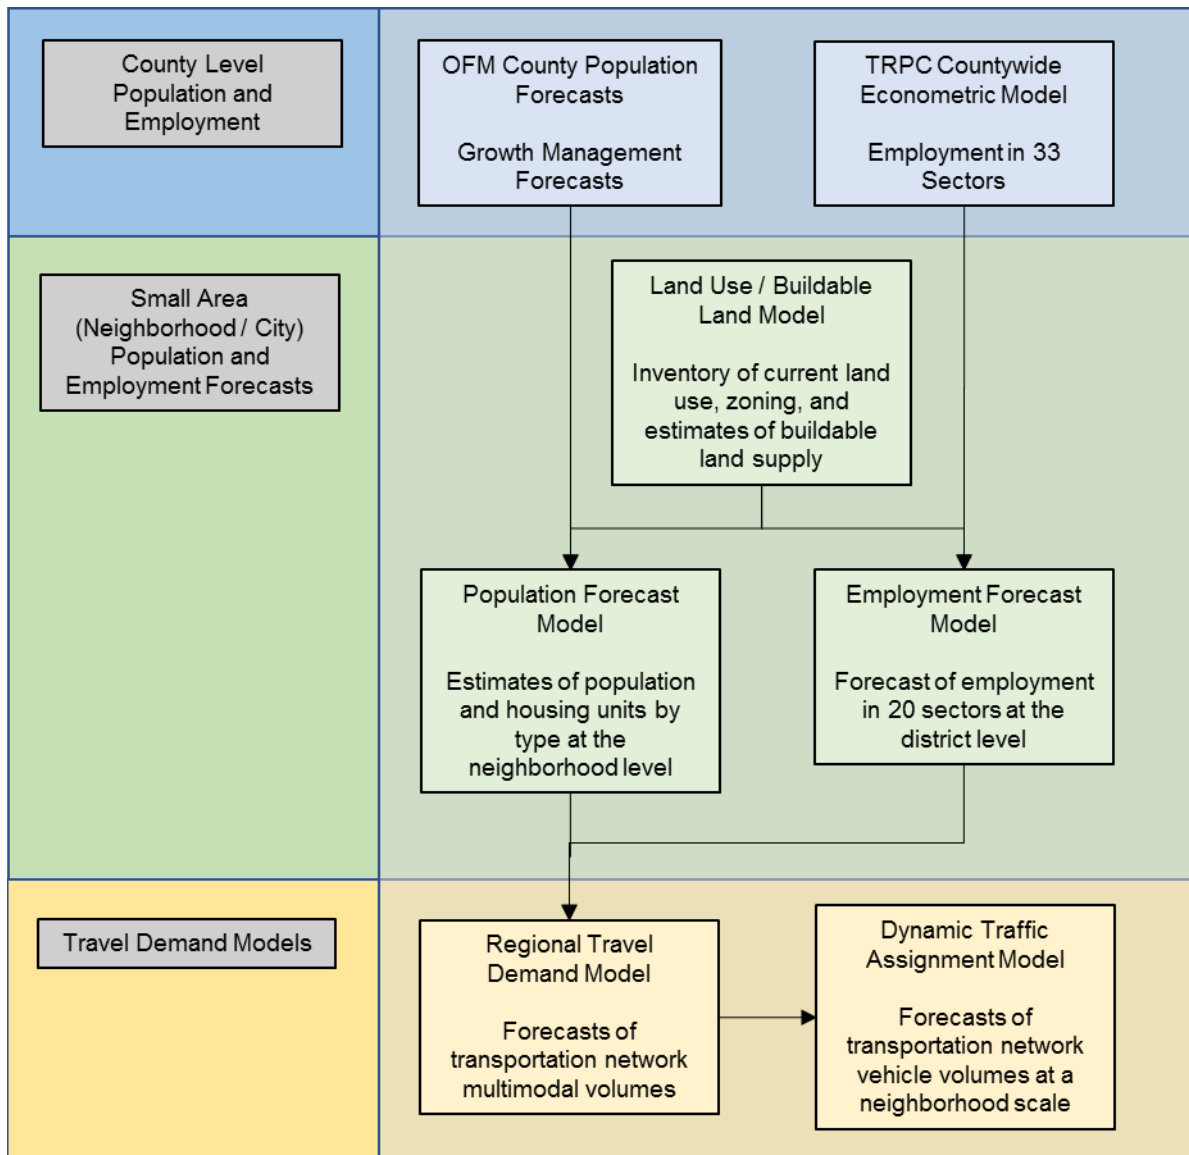 County Level
Population and
Employment
OFM County Population
Forecasts
Growth Management
Forecasts
TRPC Countywide
Econometric Model
Employment in 33
Sectors
Small Area
(Neighborhood / City)
Population and
Employment Forecasts
Land Use / Buildable
Land Model
Inventory of current land
use, zoning, and
estimates of buildable
land supply
Population Forecast
Model
Estimates of population
and housing units by
type at the
neighborhood level
Employment Forecast
Model
Forecast of employment
in 20 sectors at the
district level
Travel Demand Models
Regional Travel
Demand Model
Forecasts of
transportation network
multimodal volumes
Dynamic Traffic
Assignment Model
Forecasts of
transportation network
vehicle volumes at a
neighborhood scale